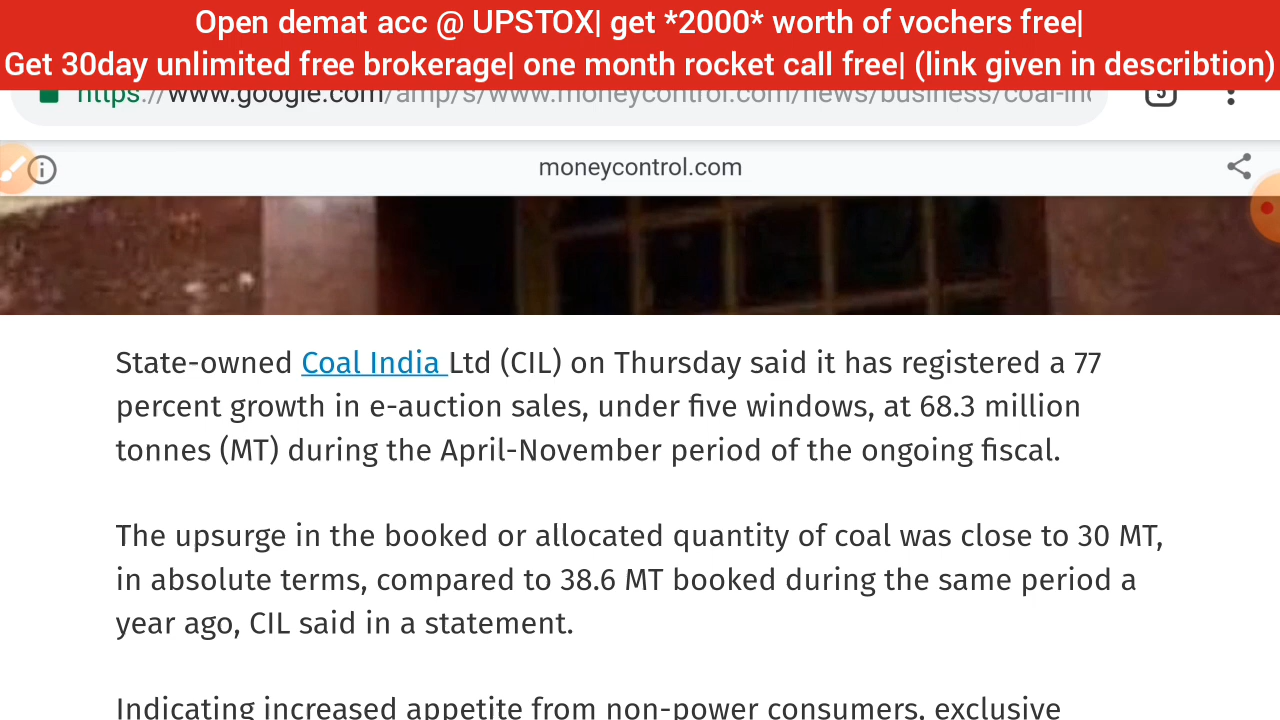 Open demat acc @ UPSTOX| get *2000* worth of vochers free|
Get 30day unlimited free brokerage| one month rocket call free| (link given in describtion)
https://www.google.com/amp/s/www.moneycontrol.com/news/business/coal-ind
5
moneycontrol.com
State-owned Coal India Ltd (CIL) on Thursday said it has registered a 77
percent growth in e-auction sales, under five windows, at 68.3 million
tonnes (MT) during the April-November period of the ongoing fiscal.
The upsurge in the booked or allocated quantity of coal was close to 30 MT,
in absolute terms, compared to 38.6 MT booked during the same period a
year ago, CIL said in a statement.
Indicating increased appetite from non-power consumers, exclusive